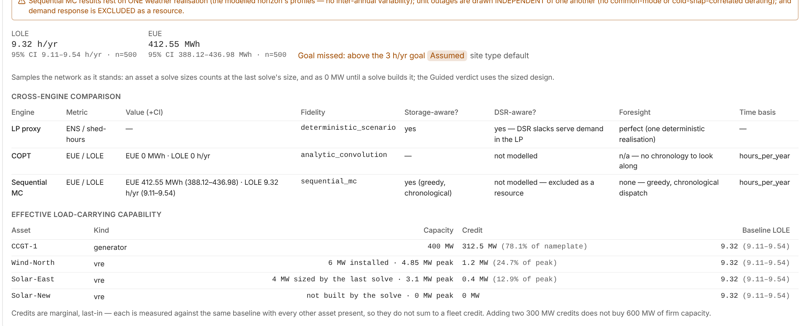 Sequential MC results rest on ONE weather realisation (the modelled horizon's profiles — no inter-annual variability); unit outages are drawn INDEPENDENT of one another (no common-mode or cold-snap-correlated derating); and
demand response is EXCLUDED as a resource.
LOLE EUE
9.32 h/yr 412.55 MWh
95% CI 9.11–9.54 h/yr · n=500 95% CI 388.12–436.98 MWh · n=500 Goal missed: above the 3 h/yr goal Assumed site type default
Samples the network as it stands: an asset a solve sizes counts at the last solve's size, and as 0 MW until a solve builds it; the Guided verdict uses the sized design.
CROSS-ENGINE COMPARISON
Engine Metric Value (+CI) Fidelity Storage-aware? DSR-aware? Foresight Time basis
LP proxy ENS / shed- — deterministic_scenario yes yes — DSR slacks serve demand perfect (one deterministic —
hours in the LP realisation)
COPT EUE / LOLE EUE 0 MWh · LOLE 0 h/yr analytic_convolution — not modelled n/a — no chronology to look hours_per_year
along
Sequential EUE / LOLE EUE 412.55 MWh (388.12–436.98) · LOLE 9.32 sequential_mc yes (greedy, not modelled — excluded as a none — greedy, chronological hours_per_year
MC h/yr (9.11–9.54) chronological) resource dispatch
EFFECTIVE LOAD-CARRYING CAPABILITY
Asset Kind Capacity Credit Baseline LOLE
CCGT-1 generator 400 MW 312.5 MW (78.1% of nameplate) 9.32 (9.11–9.54)
Wind-North vre 6 MW installed · 4.85 MW peak 1.2 MW (24.7% of peak) 9.32 (9.11–9.54)
Solar-East vre 4 MW sized by the last solve · 3.1 MW peak 0.4 MW (12.9% of peak) 9.32 (9.11–9.54)
Solar-New vre not built by the solve · 0 MW peak 0 MW 9.32 (9.11–9.54)
Credits are marginal, last-in — each is measured against the same baseline with every other asset present, so they do not sum to a fleet credit. Adding two 300 MW credits does not buy 600 MW of firm capacity.